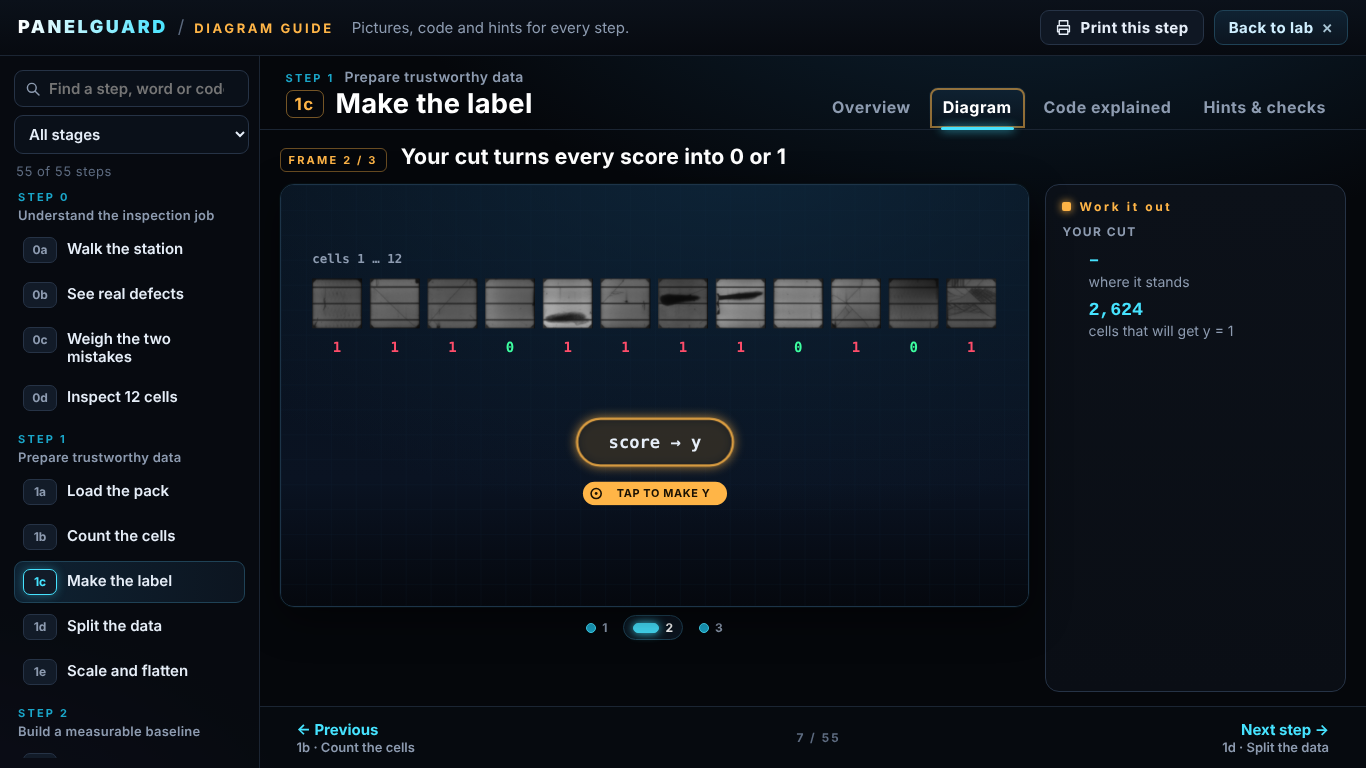 PANELGUARD / DIAGRAM GUIDE Pictures, code and hints for every step.
Print this step
Back to lab ×
Find a step, word or cod
All stages
55 of 55 steps
STEP 0
Understand the inspection job
0a Walk the station
0b See real defects
0c Weigh the two mistakes
0d Inspect 12 cells
STEP 1
Prepare trustworthy data
1a Load the pack
1b Count the cells
1c Make the label
1d Split the data
1e Scale and flatten
STEP 2
Build a measurable baseline
STEP 1 Prepare trustworthy data
1c Make the label
Overview
Diagram
Code explained
Hints & checks
FRAME 2 / 3 Your cut turns every score into 0 or 1
cells 1 … 12
1 1 1 0 1 1 1 1 0 1 0 1
score → y
TAP TO MAKE Y
1 2 3
Work it out
YOUR CUT
–
where it stands
2,624
cells that will get y = 1
← Previous
1b · Count the cells
7 / 55
Next step →
1d · Split the data